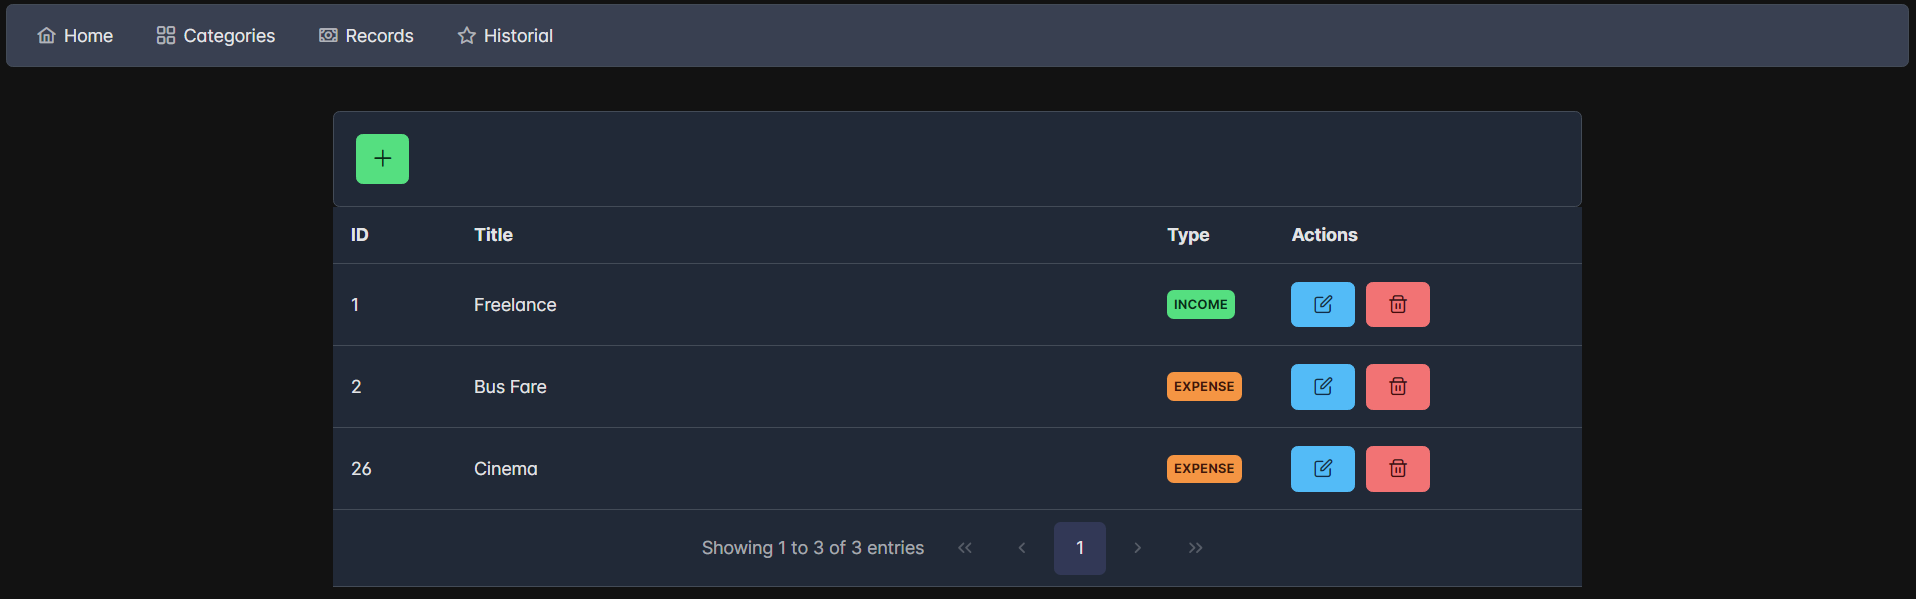 Home Categories Records Historial
ID Title Type Actions
1 Freelance INCOME
2 Bus Fare EXPENSE
26 Cinema EXPENSE
Showing 1 to 3 of 3 entries 1